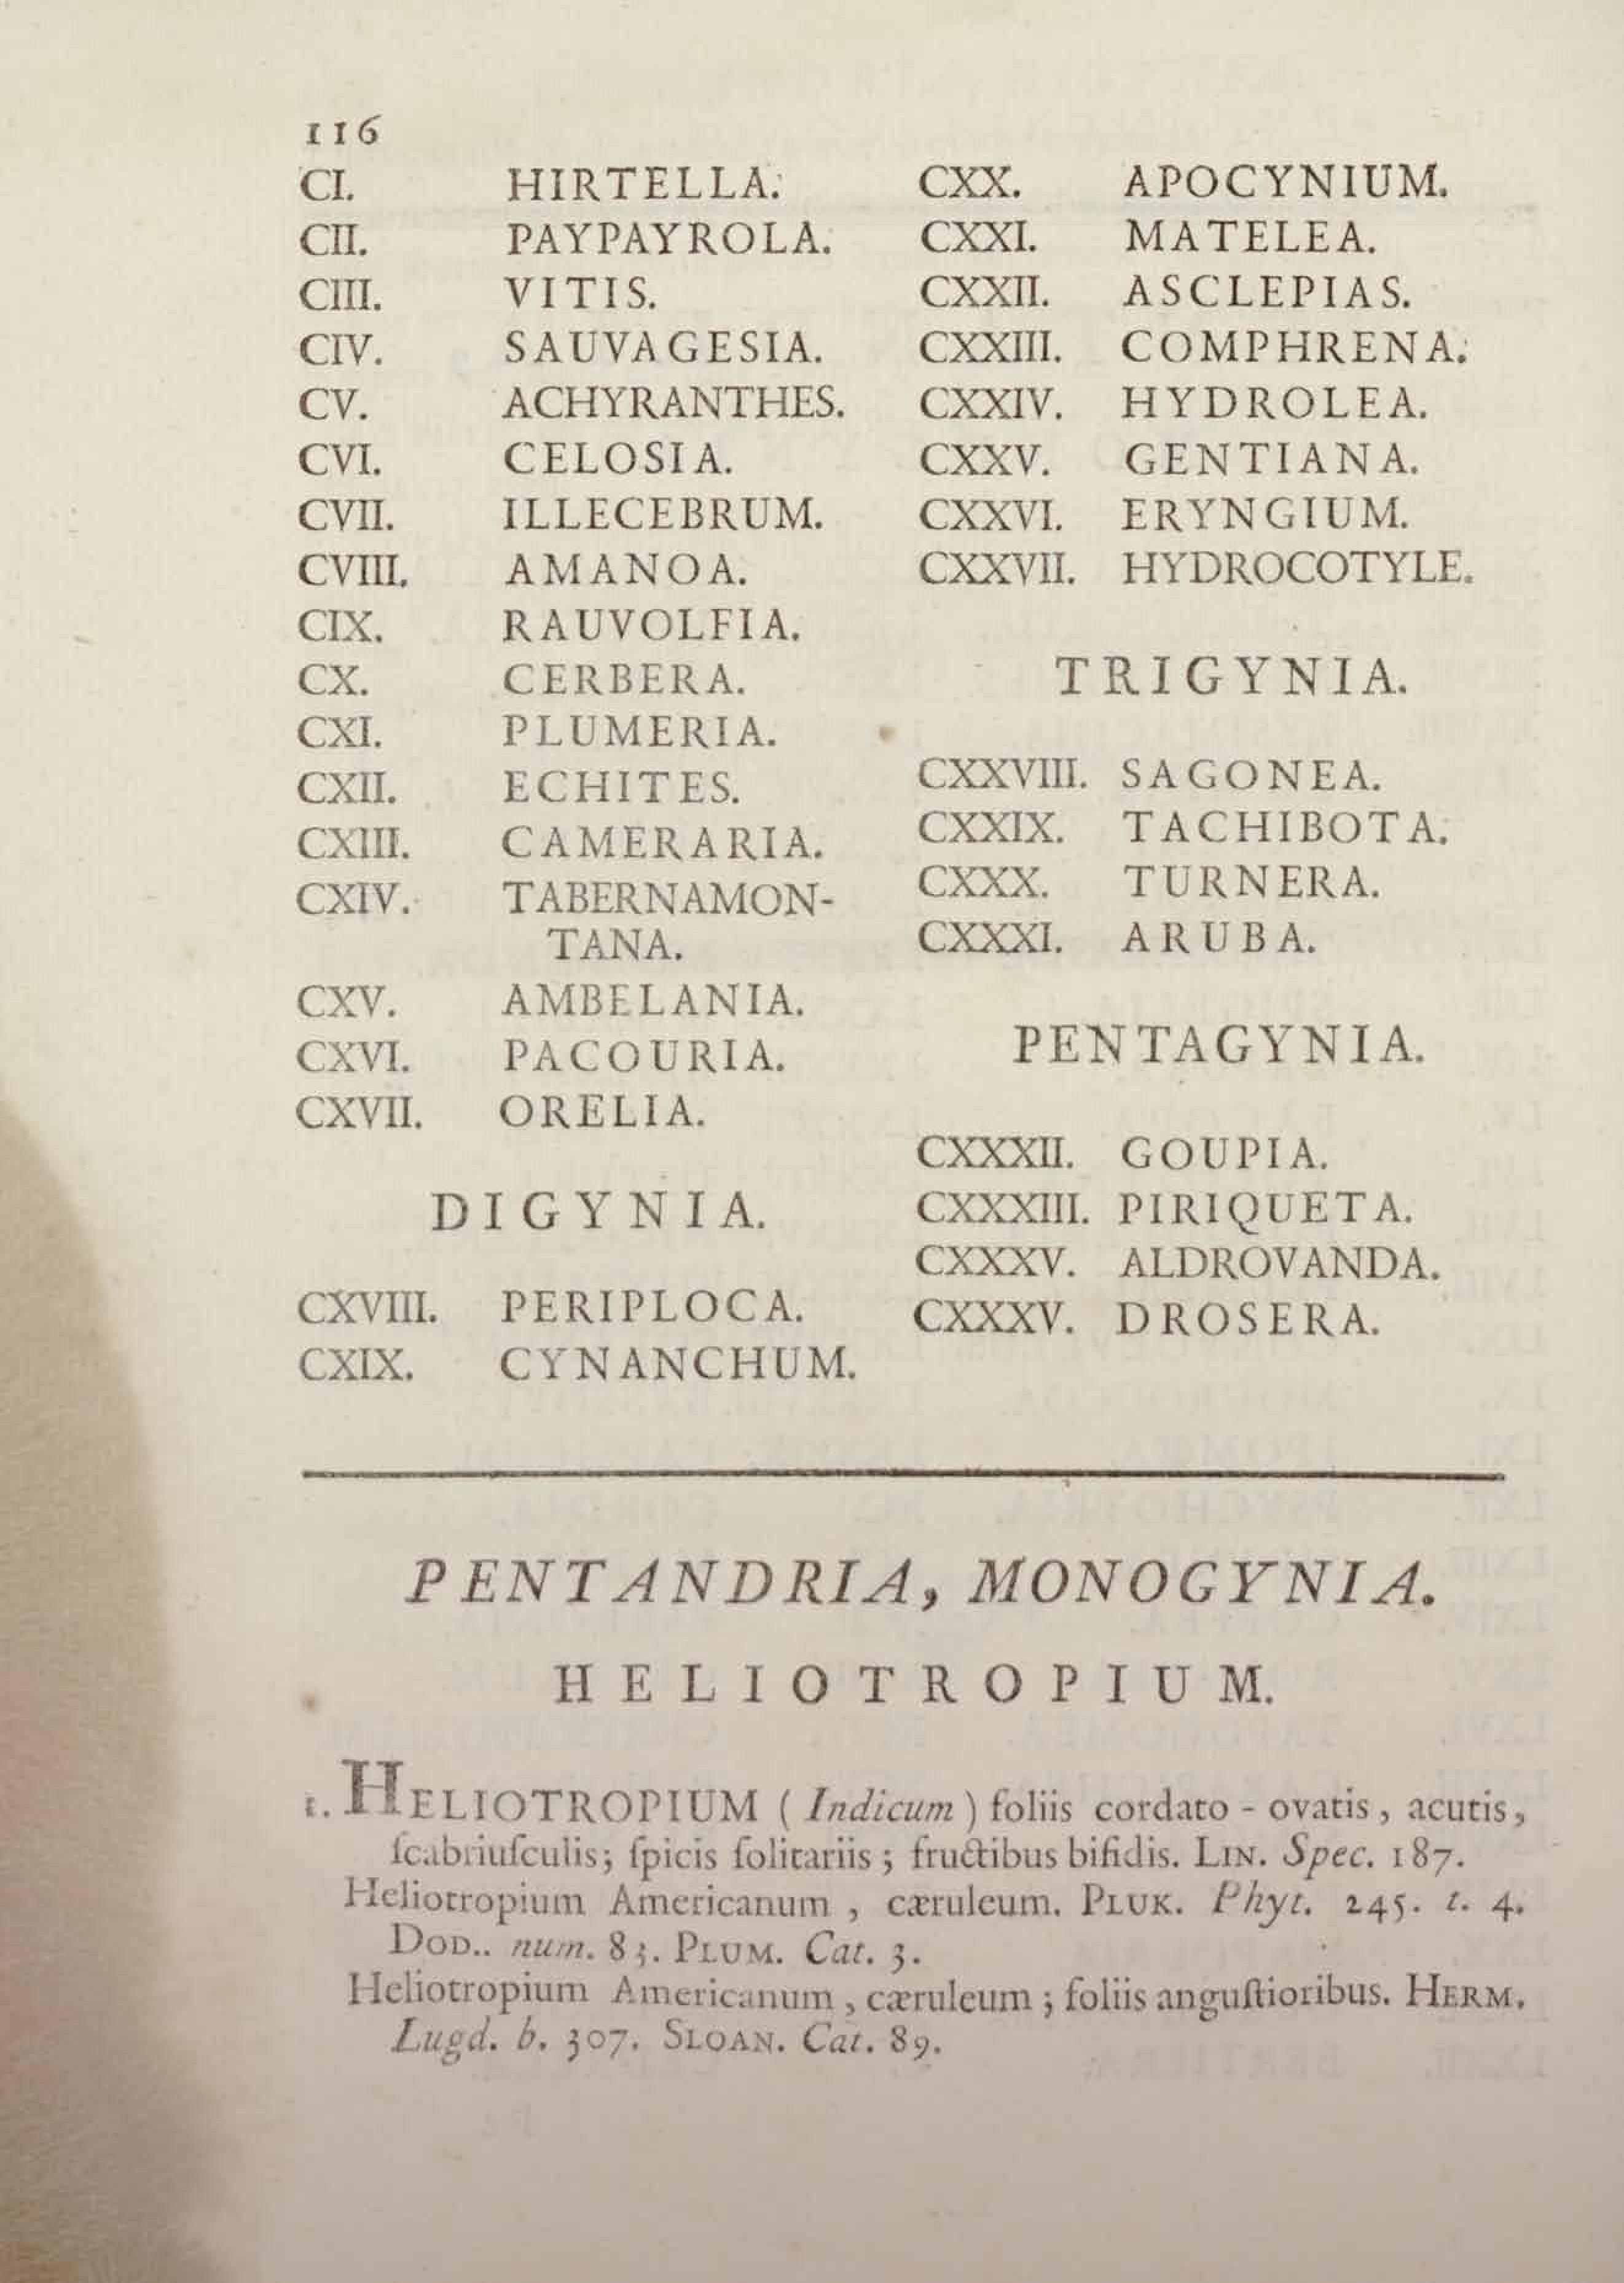 116
CI. HIRTELLA.
CII. PAYPAYROLA.
CIII. VITIS.
CIV. SAUVAGESIA.
CV. ACHYRANTHES.
CVI. CELOSIA.
CVII. ILLECEBRUM.
CVIII. AMANOA.
CIX. RAUVOLFIA.
CX. CERBERA.
CXI. PLUMERIA.
CXII. ECHITES.
CXIII. CAMERARIA.
CXIV. TABERNAMON-
TANA.
CXV. AMBELANIA.
CXVI. PACOURIA.
CXVII. ORELIA.
DIGYNIA.
CXVIII. PERIPLOCA.
CXIX. CYNANCHUM.
CXX. APOCYNIUM.
CXXI. MATELEA.
CXXII. ASCLEPIAS.
CXXIII. COMPHRENA.
CXXIV. HYDROLEA.
CXXV. GENTIANA.
CXXVI. ERYNGIUM.
CXXVII. HYDROCOTYLE.
TRIGYNIA.
CXXVIII. SAGONEA.
CXXIX. TACHIBOTA.
CXXX. TURNERA.
CXXXI. ARUBA.
PENTAGYNIA.
CXXXII. GOUPIA.
CXXXIII. PIRIQUETA.
CXXXV. ALDROVANDA.
CXXXV. DROSERA.
PENTANDRIA, MONOGYNIA.
HELIOTROPIUM.
1. HELIOTROPIUM ( Indicum ) foliis cordato - ovatis, acutis,
ſcabriuſculis; ſpicis ſolitariis; fructibus bifidis. LIN. Spec. 187.
Heliotropium Americanum, cæruleum. PLUK. Phyt. 245. t. 4.
DOD.. num. 83. PLUM. Cat. 3.
Heliotropium Americanum, cæruleum; foliis anguſtioribus. HERM.
Lugd. b. 307. SLOAN. Cat. 89.